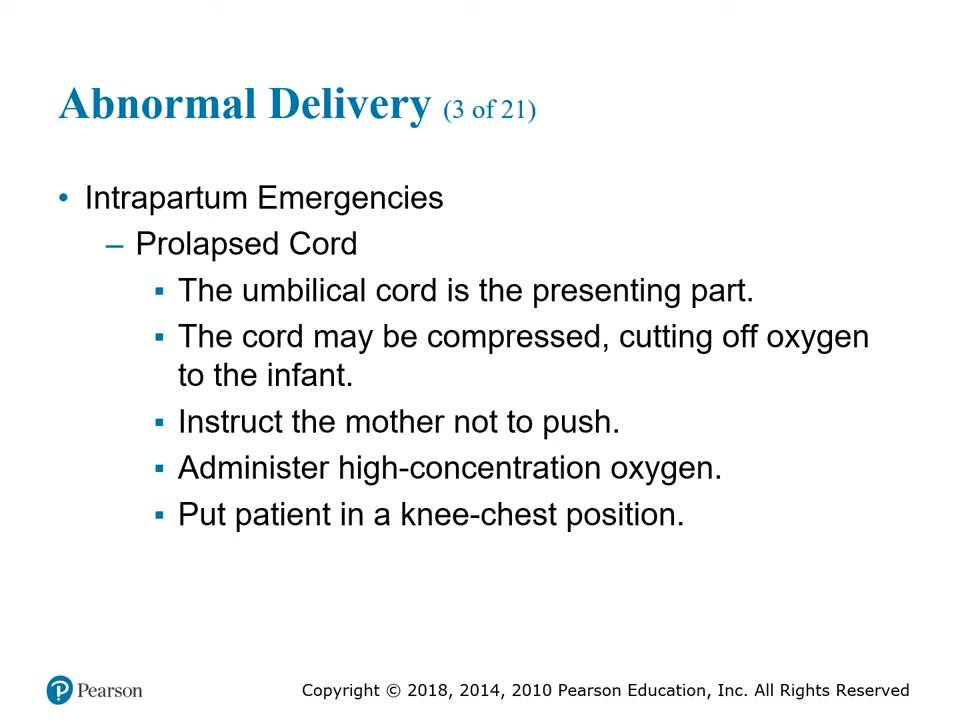 Abnormal Delivery (3 of 21)
• Intrapartum Emergencies
– Prolapsed Cord
▪ The umbilical cord is the presenting part.
▪ The cord may be compressed, cutting off oxygen
to the infant.
▪ Instruct the mother not to push.
▪ Administer high-concentration oxygen.
▪ Put patient in a knee-chest position.
Pearson
Copyright © 2018, 2014, 2010 Pearson Education, Inc. All Rights Reserved